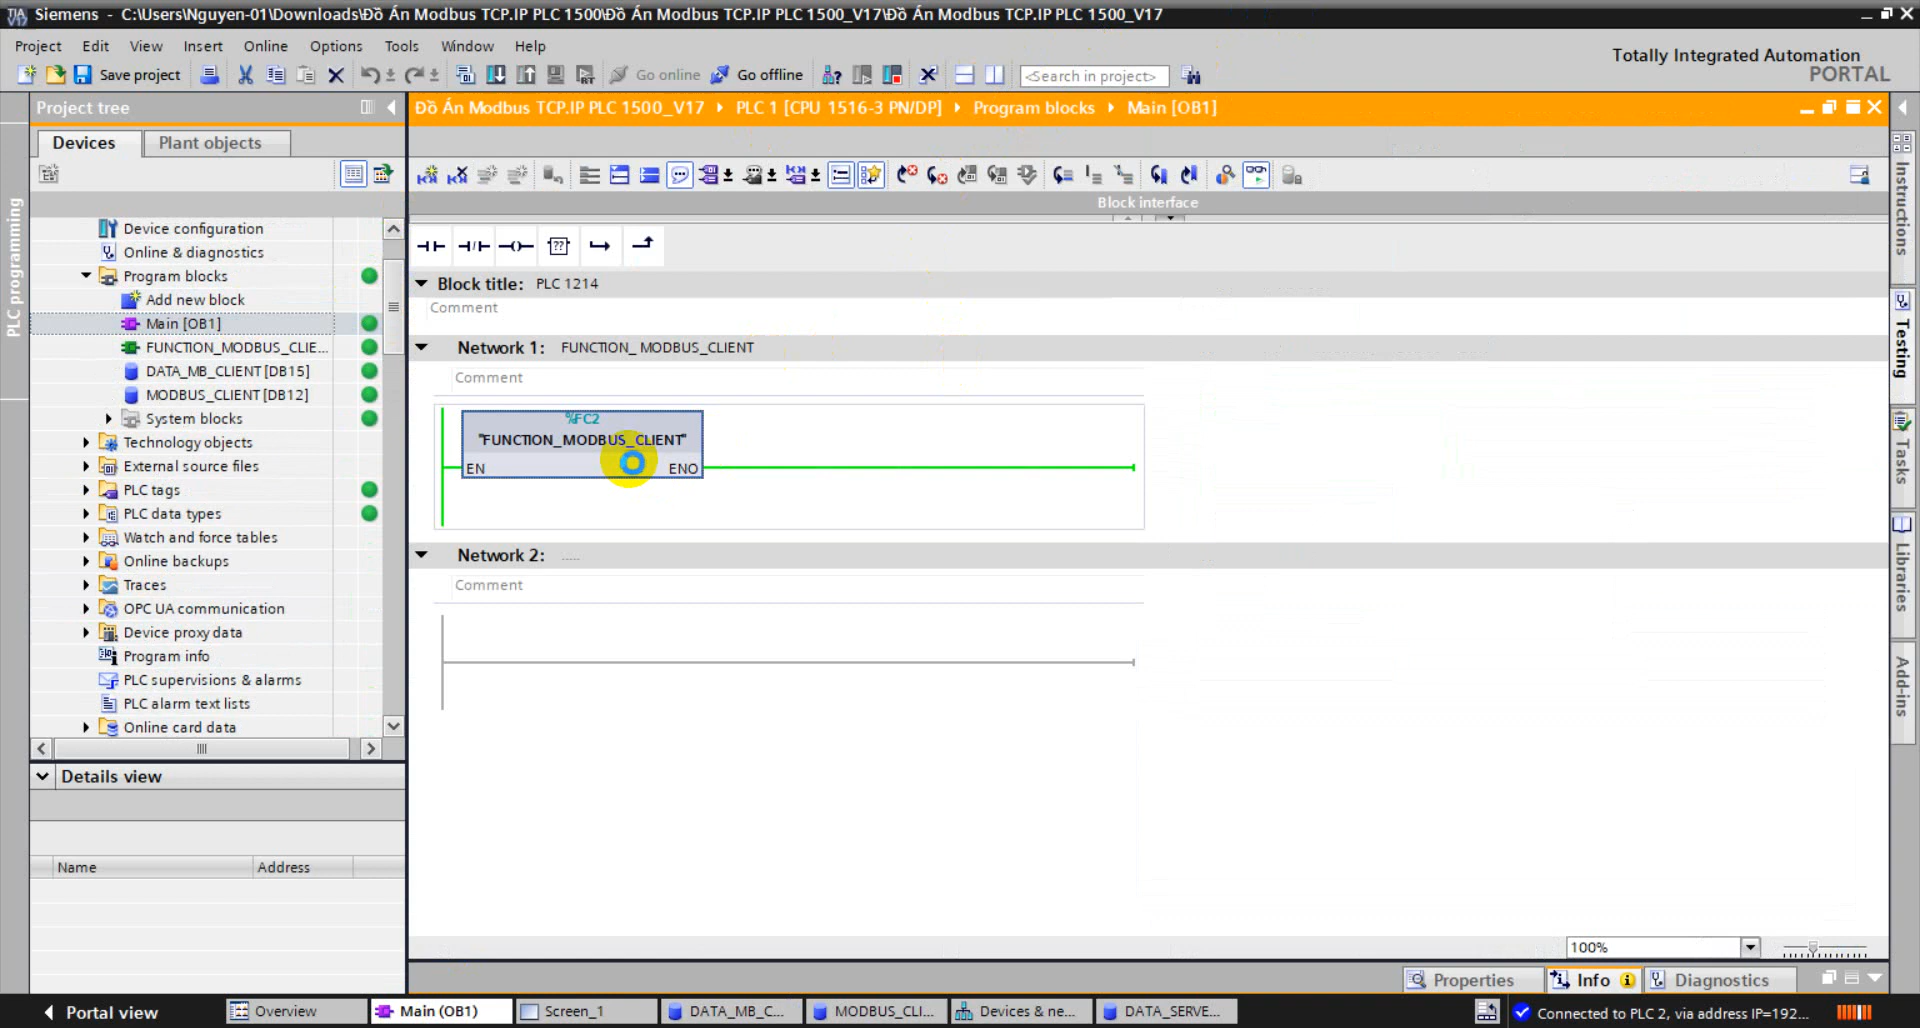 Siemens - C:\Users\Nguyen-01\Downloads\Đồ Án Modbus TCP.IP PLC 1500\Đồ Án Modbus TCP.IP PLC 1500_V17\Đồ Án Modbus TCP.IP PLC 1500_V17
Project Edit View Insert Online Options Tools Window Help
Totally Integrated Automation
PORTAL
Save project
Go online
Go offline
<Search in project>
Project tree
Đồ Án Modbus TCP.IP PLC 1500_V17 PLC 1 [CPU 1516-3 PN/DP] Program blocks Main [OB1]
Devices
Plant objects
Block interface
PLC programming
Device configuration
Online & diagnostics
Program blocks
Add new block
Main [OB1]
FUNCTION_MODBUS_CLIE...
DATA_MB_CLIENT [DB15]
MODBUS_CLIENT [DB12]
System blocks
Technology objects
External source files
PLC tags
PLC data types
Watch and force tables
Online backups
Traces
OPC UA communication
Device proxy data
Program info
PLC supervisions & alarms
PLC alarm text lists
Online card data
Details view
Name Address
??
Block title: PLC 1214
Comment
Network 1: FUNCTION_ MODBUS_CLIENT
Comment
%FC2
"FUNCTION_MODBUS_CLIENT"
EN ENO
Network 2: .....
Comment
100%
Properties
Info
Diagnostics
Instructions
Testing
Tasks
Libraries
Add-ins
Portal view
Overview
Main (OB1)
Screen_1
DATA_MB_C...
MODBUS_CLI...
Devices & ne...
DATA_SERVE...
Connected to PLC 2, via address IP=192...